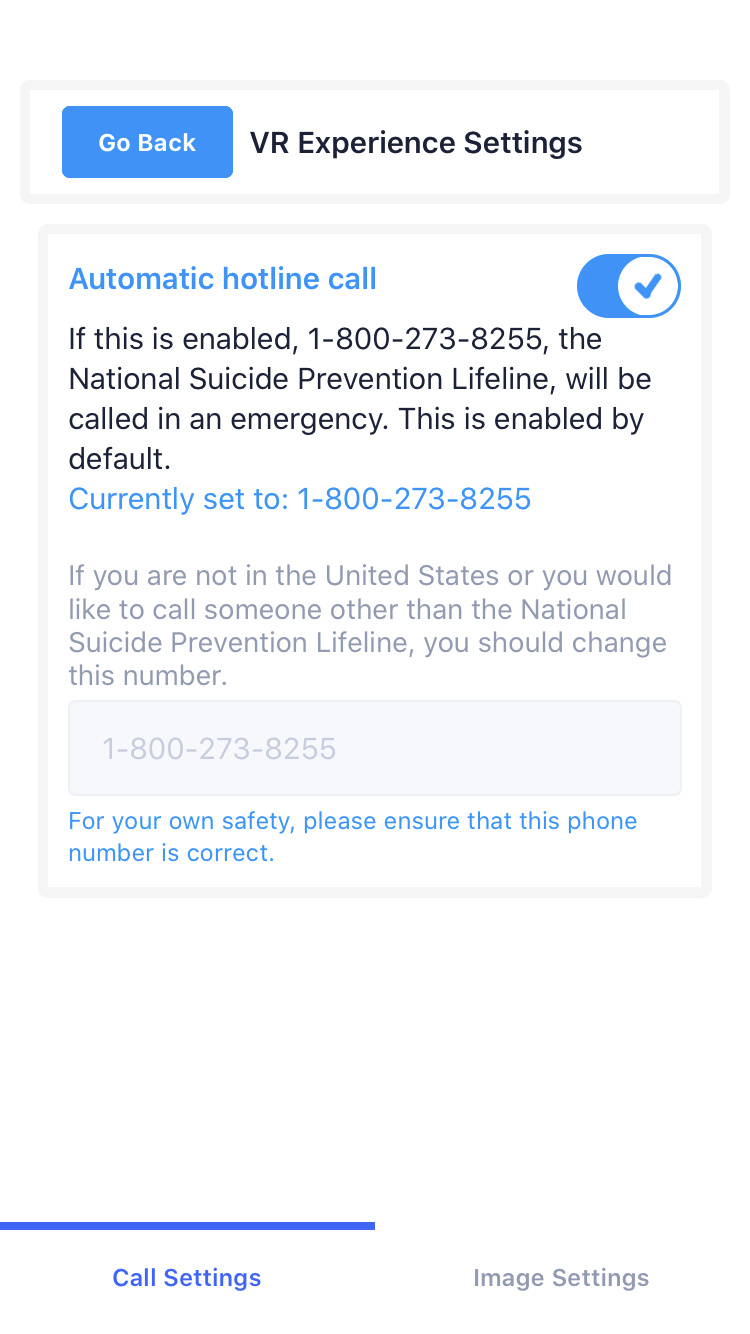 Go Back
VR Experience Settings
Automatic hotline call
If this is enabled, 1-800-273-8255, the
National Suicide Prevention Lifeline, will be
called in an emergency. This is enabled by
default.
Currently set to: 1-800-273-8255
If you are not in the United States or you would
like to call someone other than the National
Suicide Prevention Lifeline, you should change
this number.
1-800-273-8255
For your own safety, please ensure that this phone
number is correct.
Call Settings
Image Settings